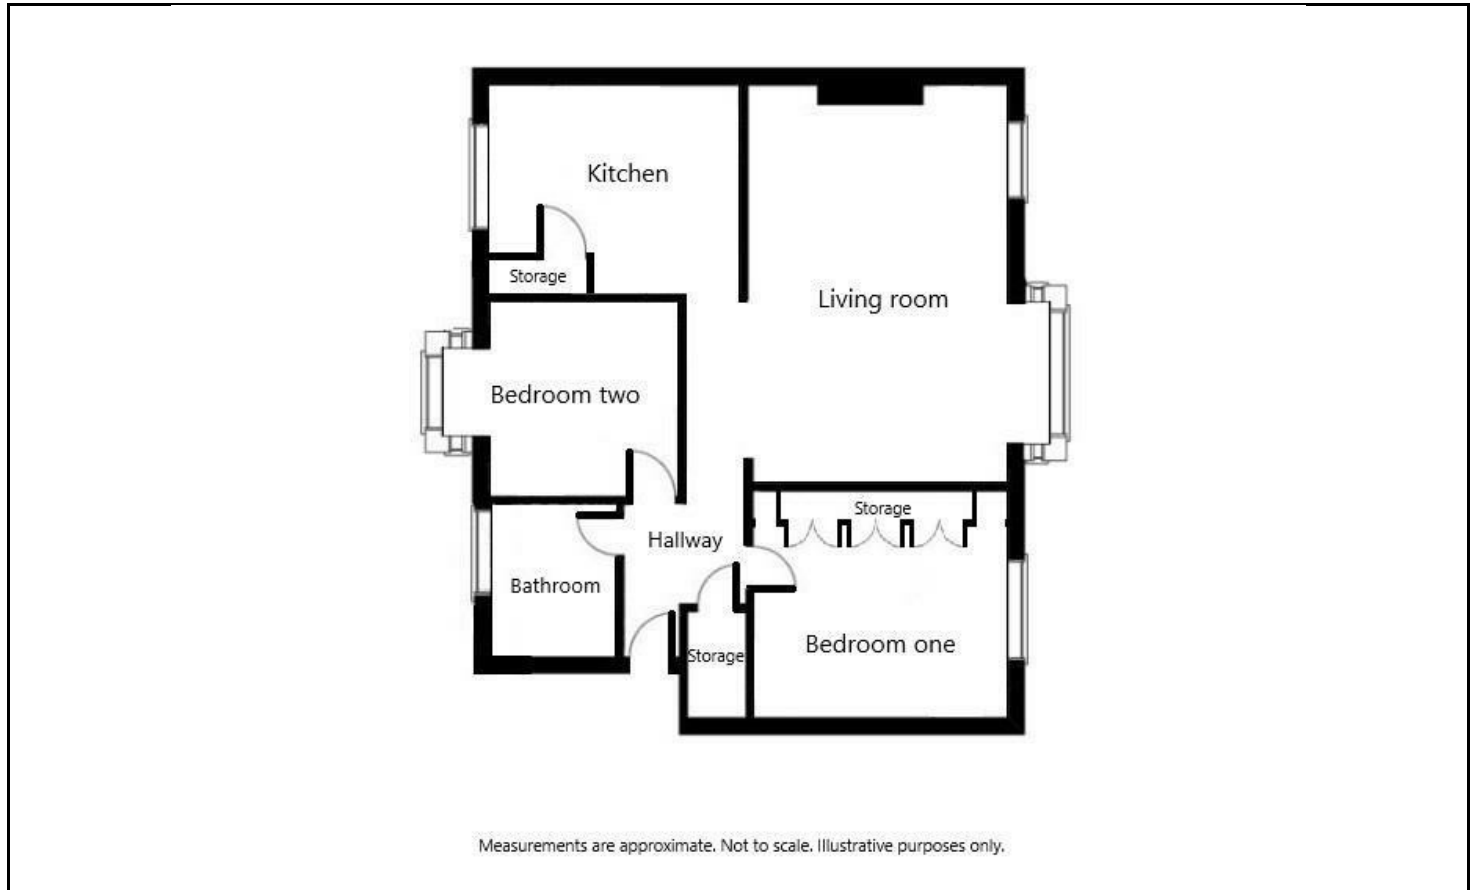 Kitchen
Storage
Living room
Bedroom two
Storage
Hallway
Bathroom
Bedroom one
Storage
Measurements are approximate. Not to scale. Illustrative purposes only.